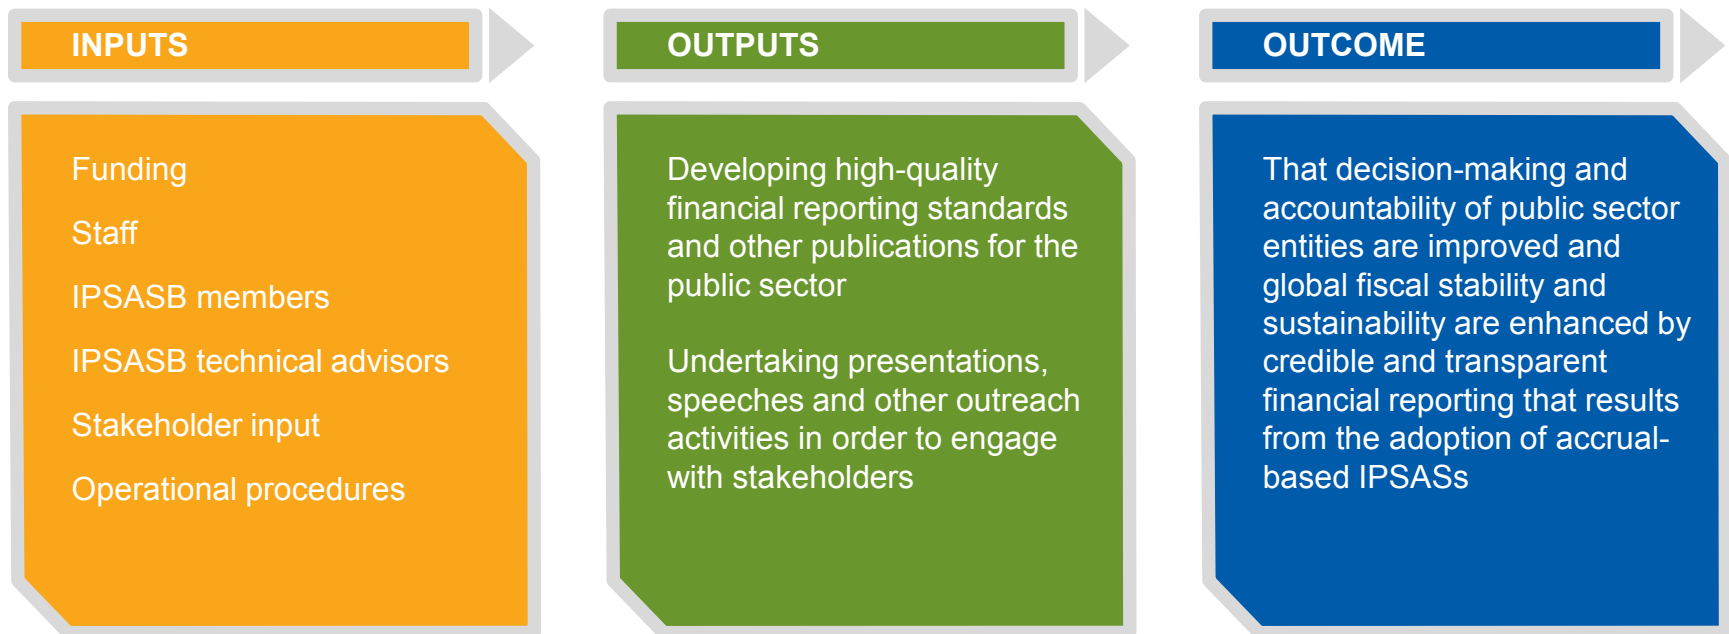 INPUTS
Funding
Staff
IPSASB members
IPSASB technical advisors
Stakeholder input
Operational procedures
OUTPUTS
Developing high-quality
financial reporting standards
and other publications for the
public sector
Undertaking presentations,
speeches and other outreach
activities in order to engage
with stakeholders
OUTCOME
That decision-making and
accountability of public sector
entities are improved and
global fiscal stability and
sustainability are enhanced by
credible and transparent
financial reporting that results
from the adoption of accrual-
based IPSASs